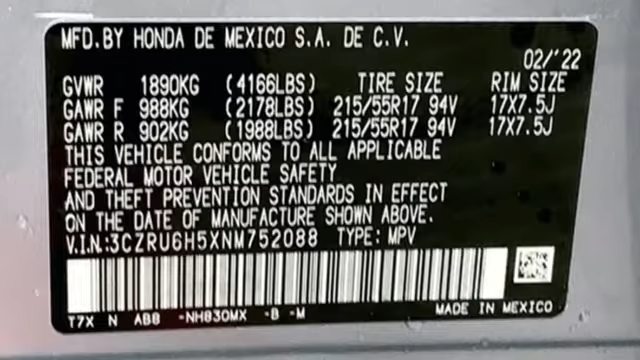 MFD.BY HONDA DE MEXICO S.A. DE C.V.
02/'22
GVWR 1890KG (4166LBS) TIRE SIZE RIM SIZE
GAWR F 988KG (2178LBS) 215/55R17 94V 17X7.5J
GAWR R 902KG (1988LBS) 215/55R17 94V 17X7.5J
THIS VEHICLE CONFORMS TO ALL APPLICABLE
FEDERAL MOTOR VEHICLE SAFETY
AND THEFT PREVENTION STANDARDS IN EFFECT
ON THE DATE OF MANUFACTURE SHOWN ABOVE.
V.I.N.:3CZRU6H5XNM752088 TYPE: MPV
T7X N ABB -NH830MX -B -M MADE IN MEXICO